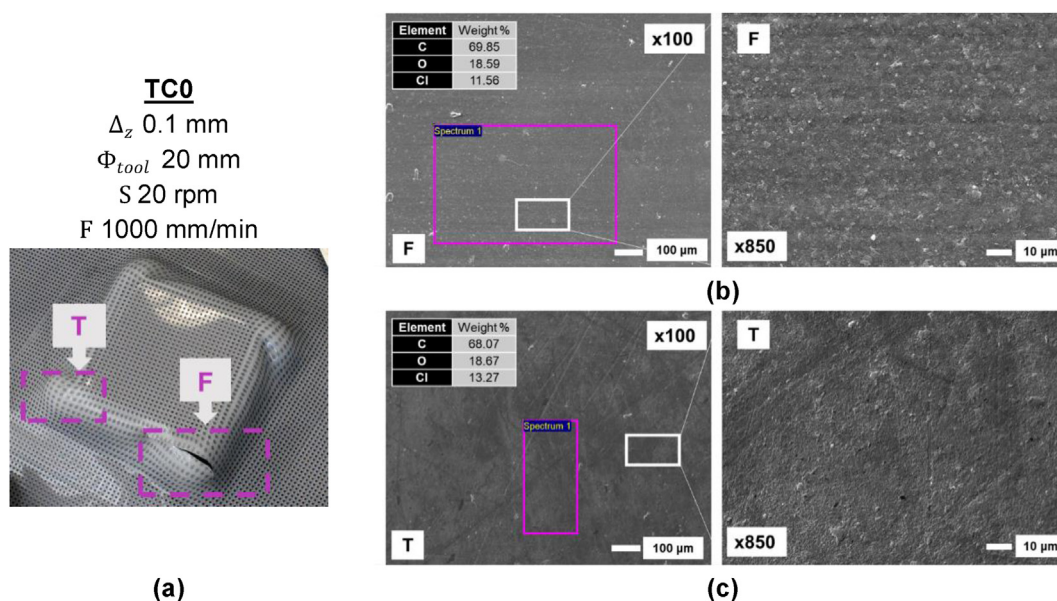 TC0
Δz 0.1 mm
Φtool 20 mm
S 20 rpm
F 1000 mm/min
T
F
(a)
Element Weight%
C 69.85
O 18.59
Cl 11.56
x100
Spectrum 1
F
100 µm
F
x850
10 µm
(b)
Element Weight%
C 68.07
O 18.67
Cl 13.27
x100
Spectrum 1
T
100 µm
T
x850
10 µm
(c)